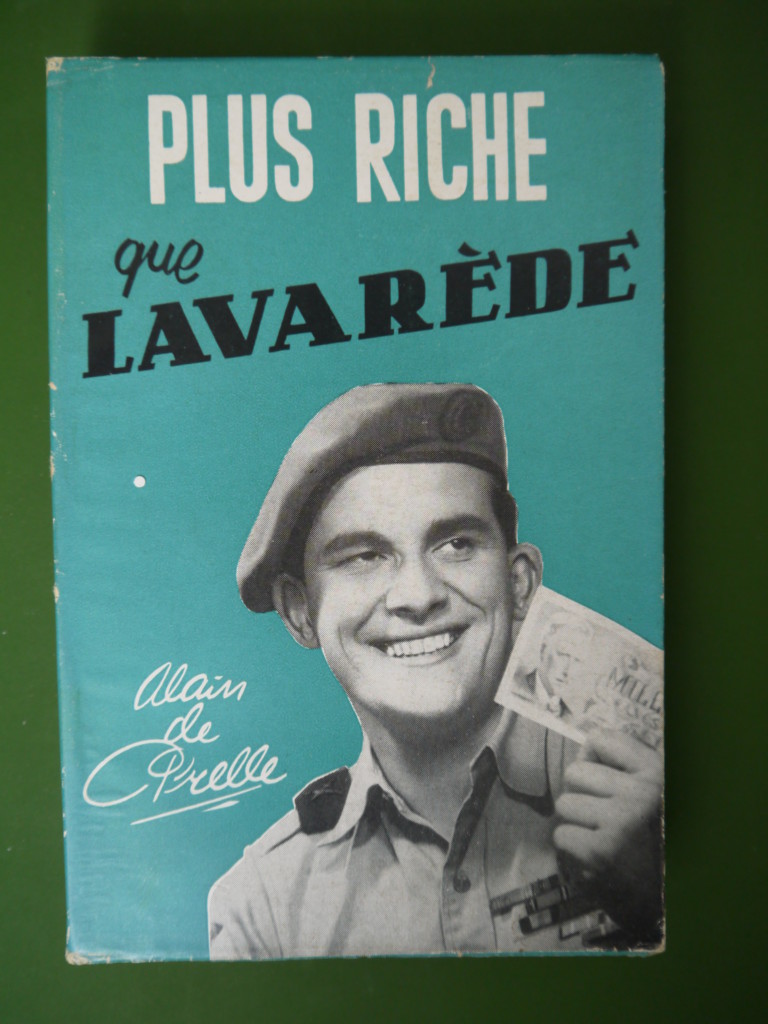 PLUS RICHE
que
LAVARÈDE
Alain
de
Prelle